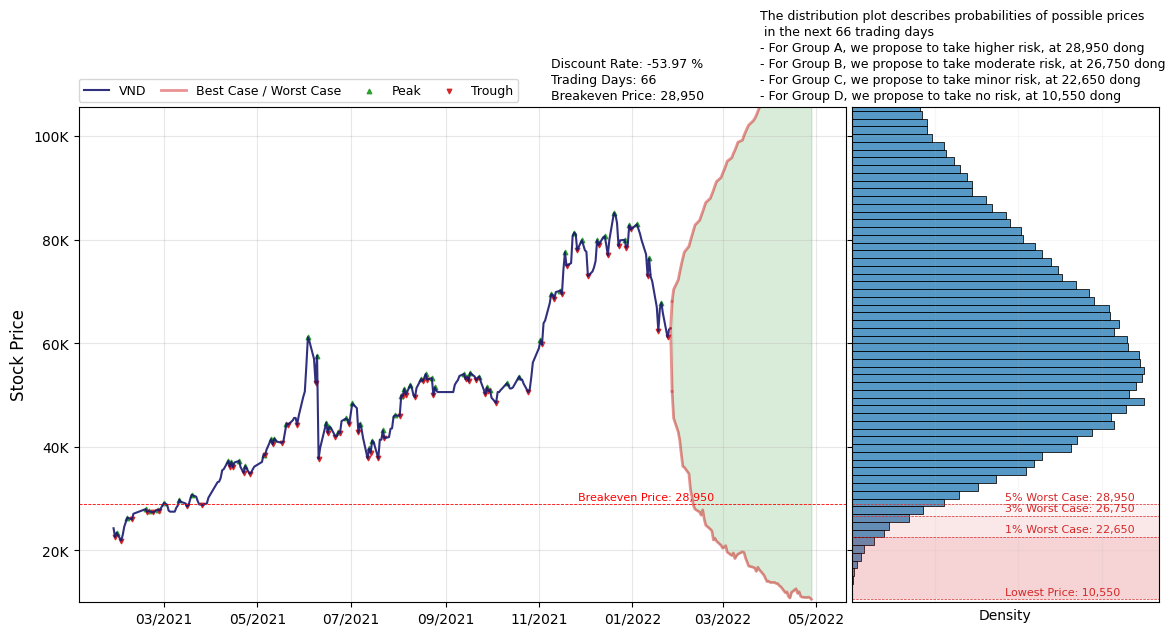 The distribution plot describes probabilities of possible prices
in the next 66 trading days
- For Group A, we propose to take higher risk, at 28,950 dong
- For Group B, we propose to take moderate risk, at 26,750 dong
- For Group C, we propose to take minor risk, at 22,650 dong
- For Group D, we propose to take no risk, at 10,550 dong
Discount Rate: -53.97 %
Trading Days: 66
Breakeven Price: 28,950
VND
Best Case / Worst Case
Peak
Trough
Stock Price
100K
80K
60K
40K
20K
Breakeven Price: 28,950
5% Worst Case: 28,950
3% Worst Case: 26,750
1% Worst Case: 22,650
Lowest Price: 10,550
03/2021
05/2021
07/2021
09/2021
11/2021
01/2022
03/2022
05/2022
Density